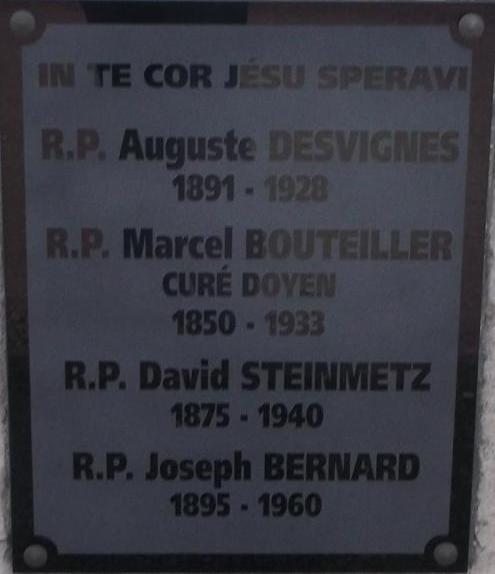 IN TE COR JÉSU SPERAVI
R.P. Auguste DESVIGNES
1891 - 1928
R.P. Marcel BOUTEILLER
CURÉ DOYEN
1850 - 1933
R.P. David STEINMETZ
1875 - 1940
R.P. Joseph BERNARD
1895 - 1960